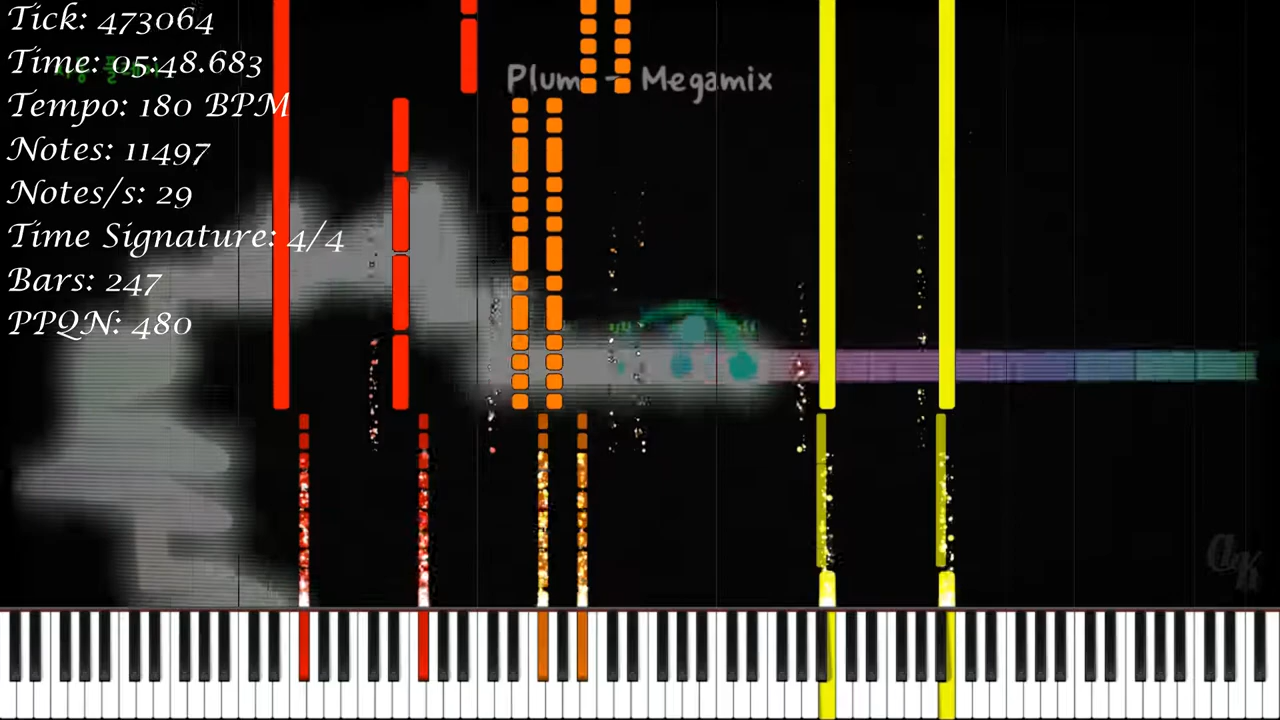 Tick: 473064
Time: 05:48.683
Tempo: 180 BPM
Notes: 11497
Notes/s: 29
Time Signature: 4/4
Bars: 247
PPQN: 480
Plum - Megamix